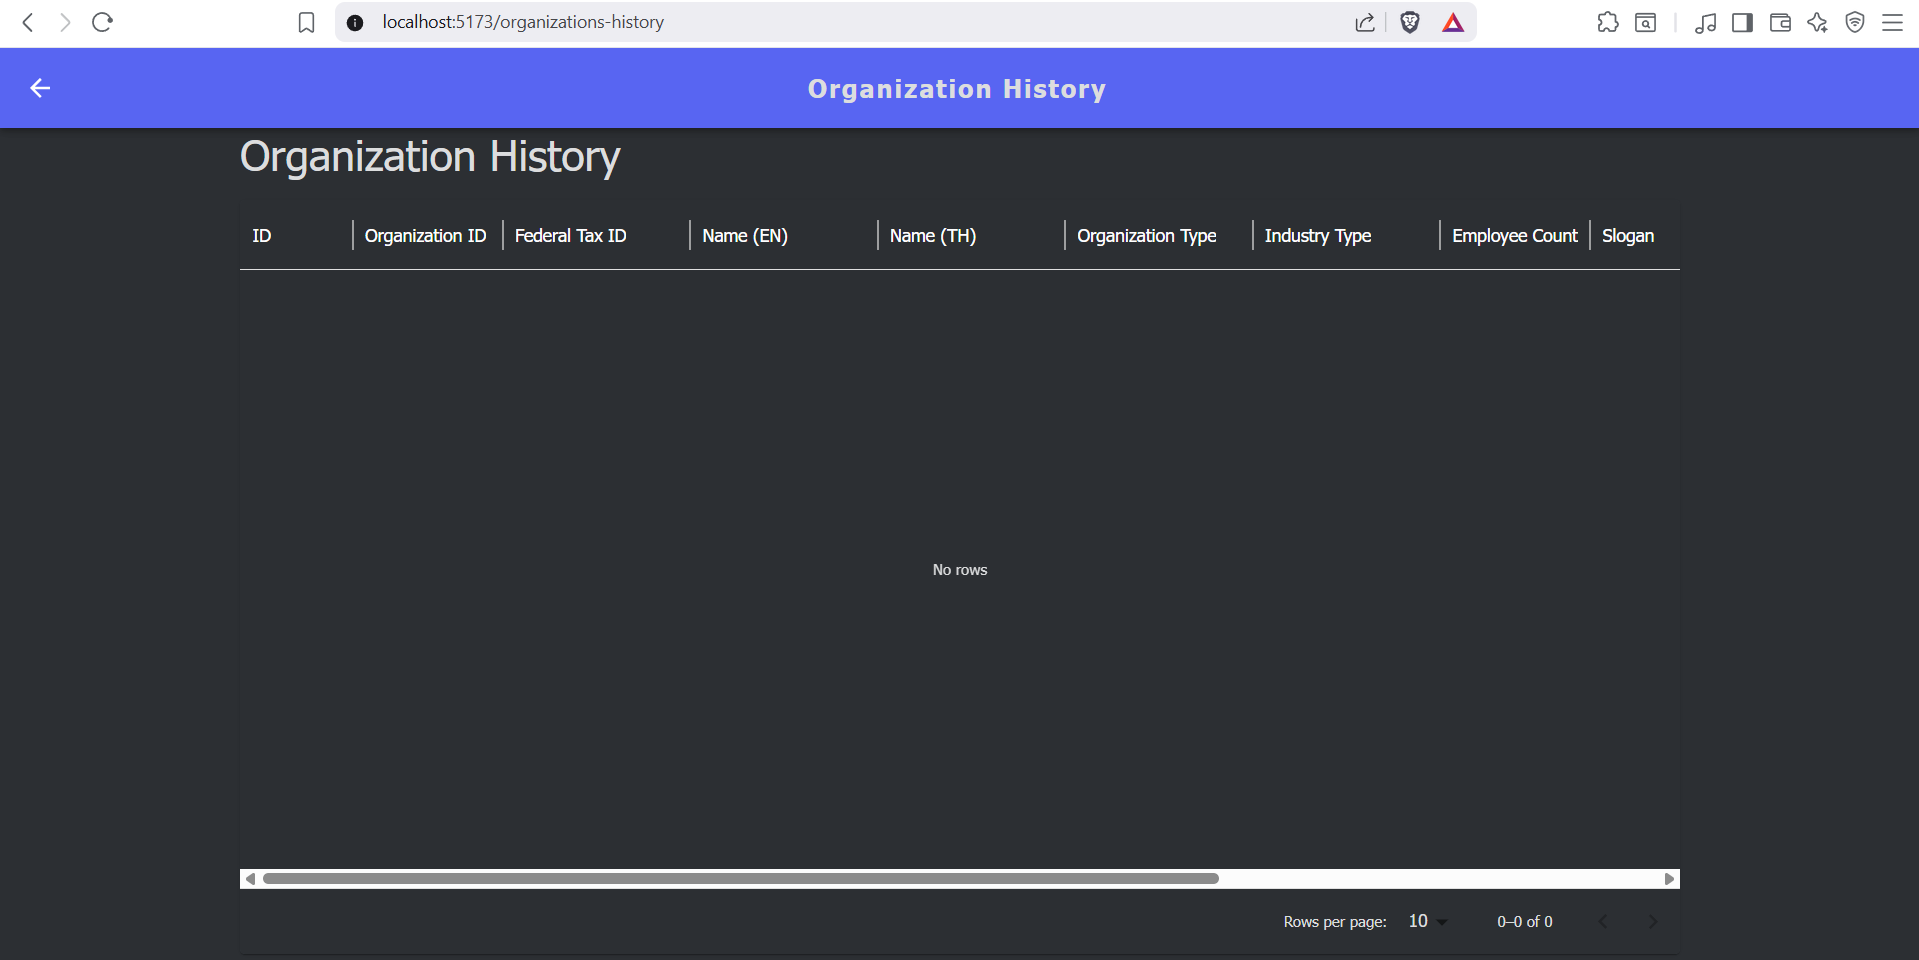 localhost:5173/organizations-history
Organization History
Organization History
ID Organization ID Federal Tax ID Name (EN) Name (TH) Organization Type Industry Type Employee Count Slogan
No rows
Rows per page: 10 0–0 of 0